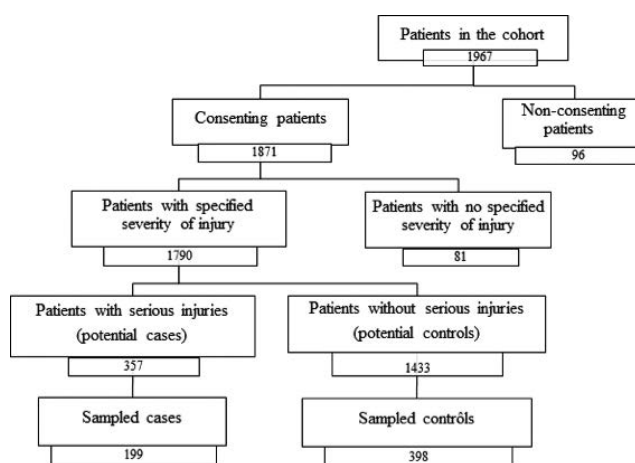 Patients in the cohort
1967
Consenting patients
1871
Non-consenting
patients
96
Patients with specified
severity of injury
1790
Patients with no specified
severity of injury
81
Patients with serious injuries
(potential cases)
357
Patients without serious injuries
(potential controls)
1433
Sampled cases
199
Sampled contrôls
398